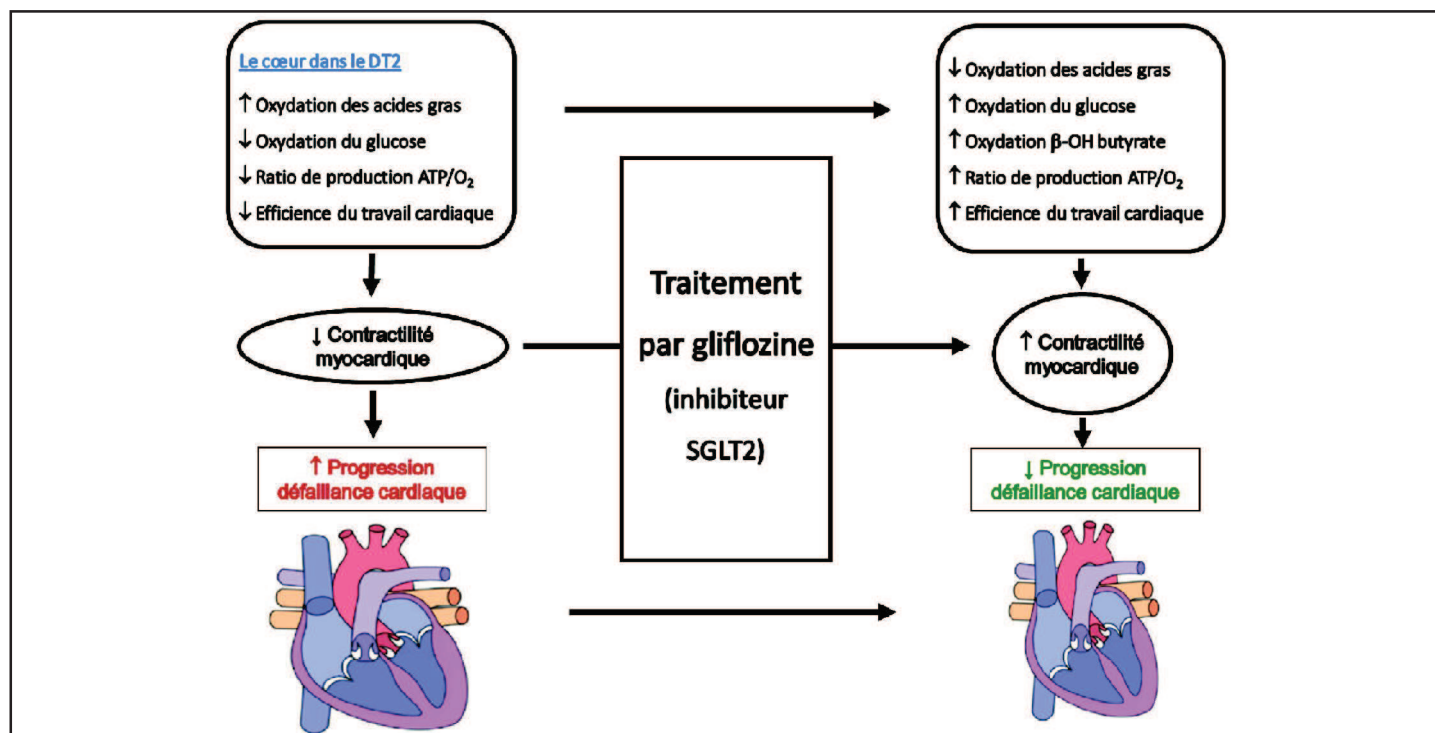 Le cœur dans le DT2
↑ Oxydation des acides gras
↓ Oxydation du glucose
↓ Ratio de production ATP/O₂
↓ Efficience du travail cardiaque
↓ Contractilité
myocardique
↑ Progression
défaillance cardiaque
Traitement
par gliflozine
(inhibiteur
SGLT2)
↓ Oxydation des acides gras
↑ Oxydation du glucose
↑ Oxydation β-OH butyrate
↑ Ratio de production ATP/O₂
↑ Efficience du travail cardiaque
↑ Contractilité
myocardique
↓ Progression
défaillance cardiaque